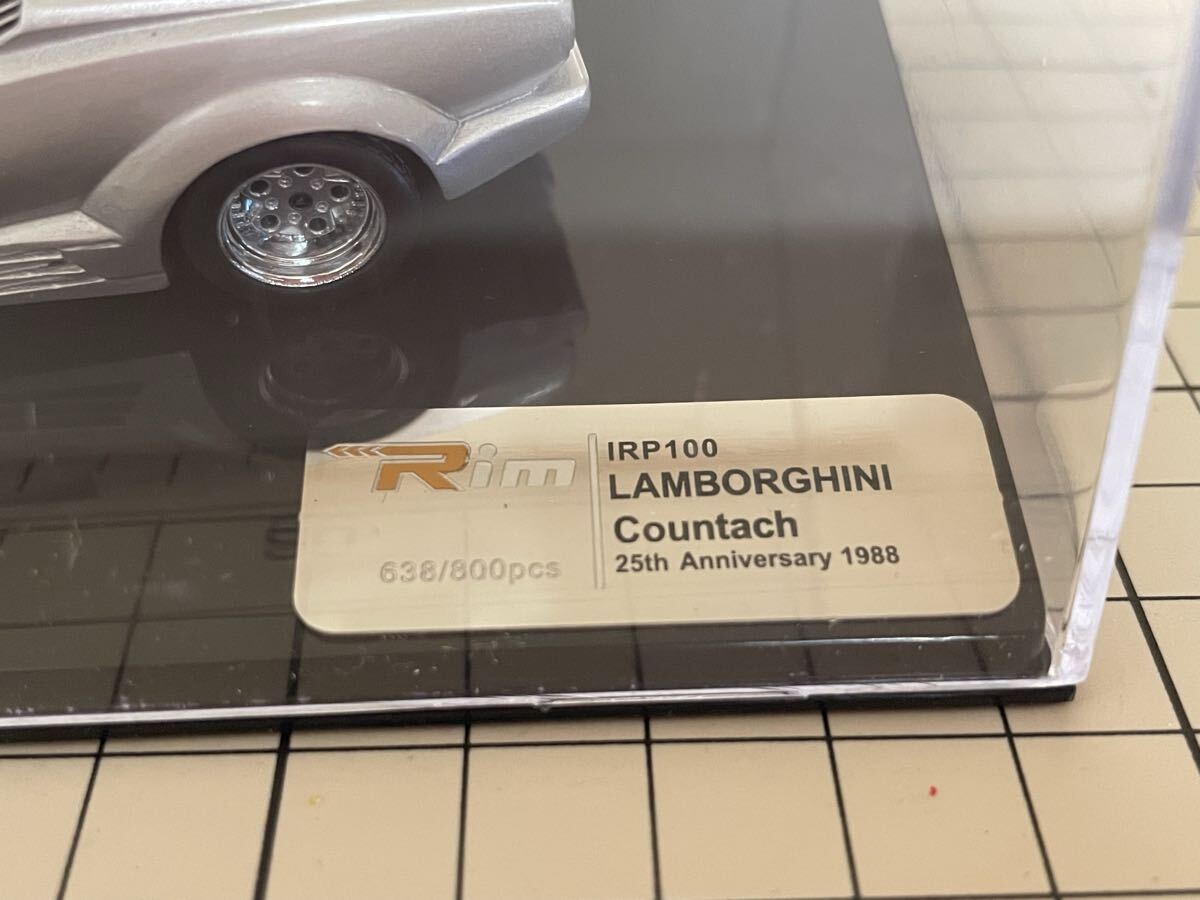 Rim
638/800pcs
IRP100
LAMBORGHINI
Countach
25th Anniversary 1988